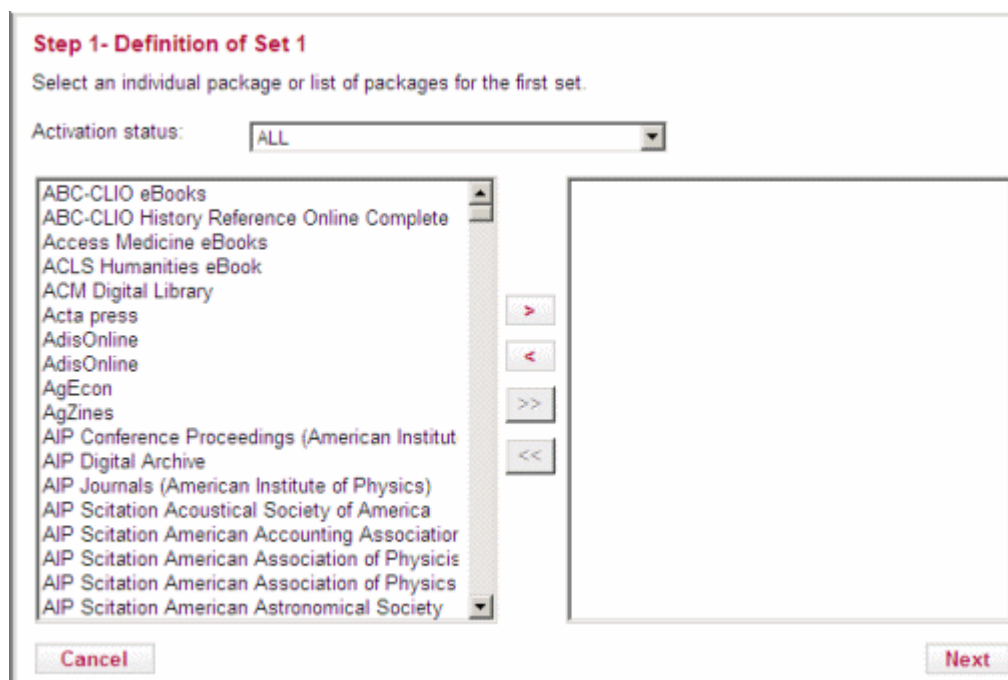 Step 1- Definition of Set 1
Select an individual package or list of packages for the first set.
Activation status:
ALL
ABC-CLIO eBooks
ABC-CLIO History Reference Online Complete
Access Medicine eBooks
ACLS Humanities eBook
ACM Digital Library
Acta press
AdisOnline
AdisOnline
AgEcon
AgZines
AIP Conference Proceedings (American Institut
AIP Digital Archive
AIP Journals (American Institute of Physics)
AIP Scitation Acoustical Society of America
AIP Scitation American Accounting Association
AIP Scitation American Association of Physicis
AIP Scitation American Association of Physics
AIP Scitation American Astronomical Society
>
<
>>
<<
Cancel
Next